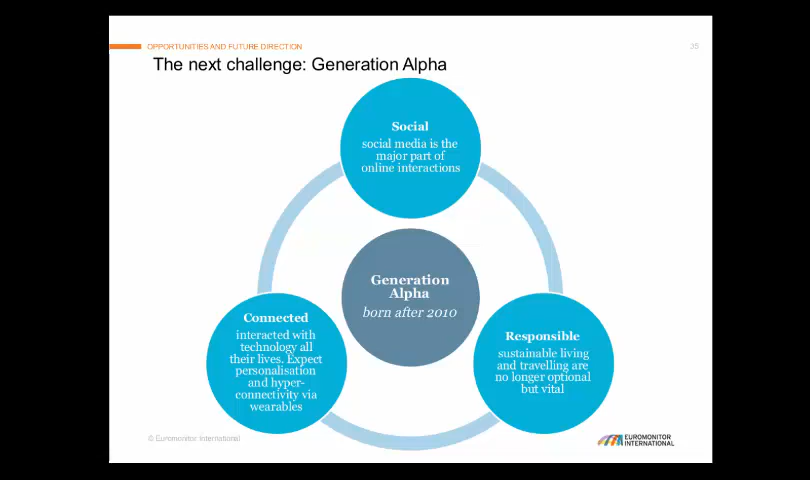 OPPORTUNITIES AND FUTURE DIRECTION
35
The next challenge: Generation Alpha
Social
social media is the
major part of
online interactions
Generation
Alpha
born after 2010
Connected
interacted with
technology all
their lives. Expect
personalisation
and hyper-
connectivity via
wearables
Responsible
sustainable living
and travelling are
no longer optional
but vital
© Euromonitor International
EUROMONITOR
INTERNATIONAL